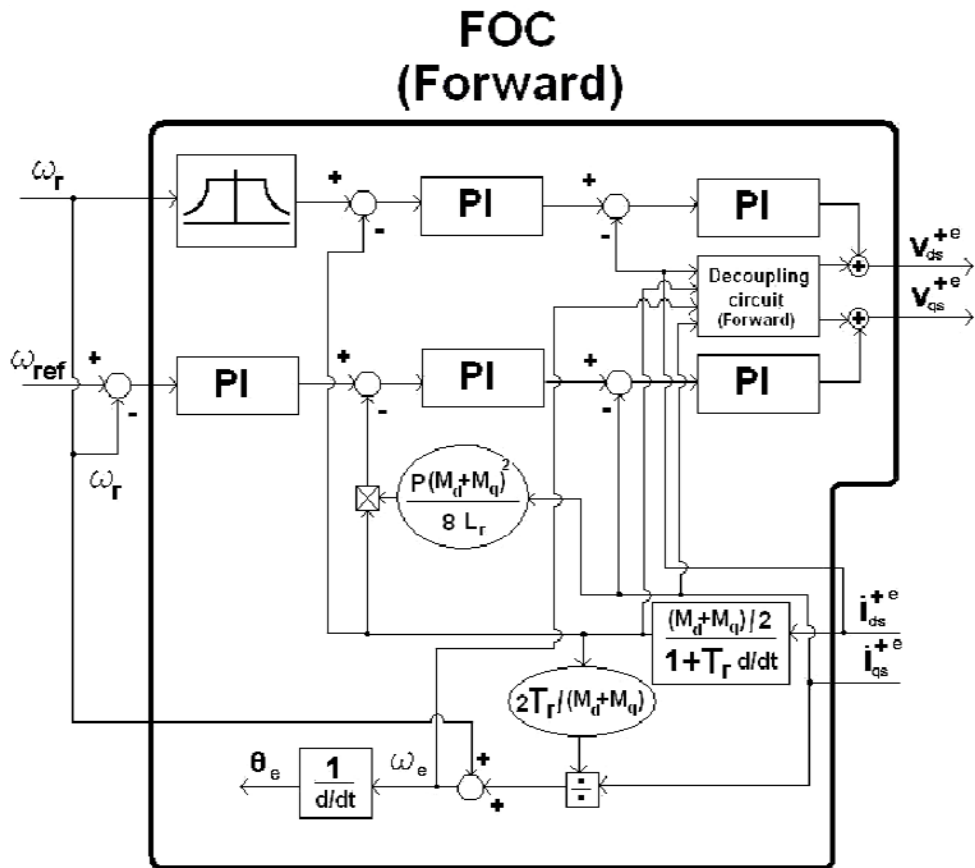 FOC
(Forward)
ω_r
+
-
PI
+
-
PI
+
V_ds^+e
Decoupling
circuit
(Forward)
+
V_qs^+e
ω_ref
+
-
PI
+
-
PI
+
-
PI
ω_r
P(M_d+M_q)^2
8 L_r
(M_d+M_q)/2
1+T_r d/dt
i_ds^+e
i_qs^+e
2T_r/(M_d+M_q)
θ_e
1
d/dt
ω_e
+
+
÷